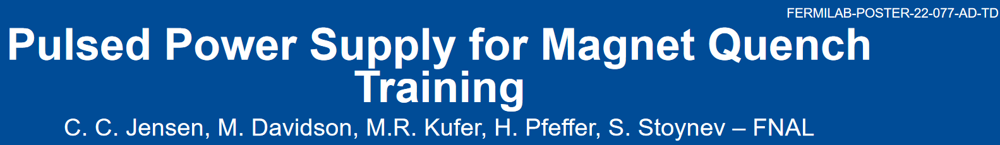 FERMILAB-POSTER-22-077-AD-TD
Pulsed Power Supply for Magnet Quench
Training
C. C. Jensen, M. Davidson, M.R. Kufer, H. Pfeffer, S. Stoynev – FNAL